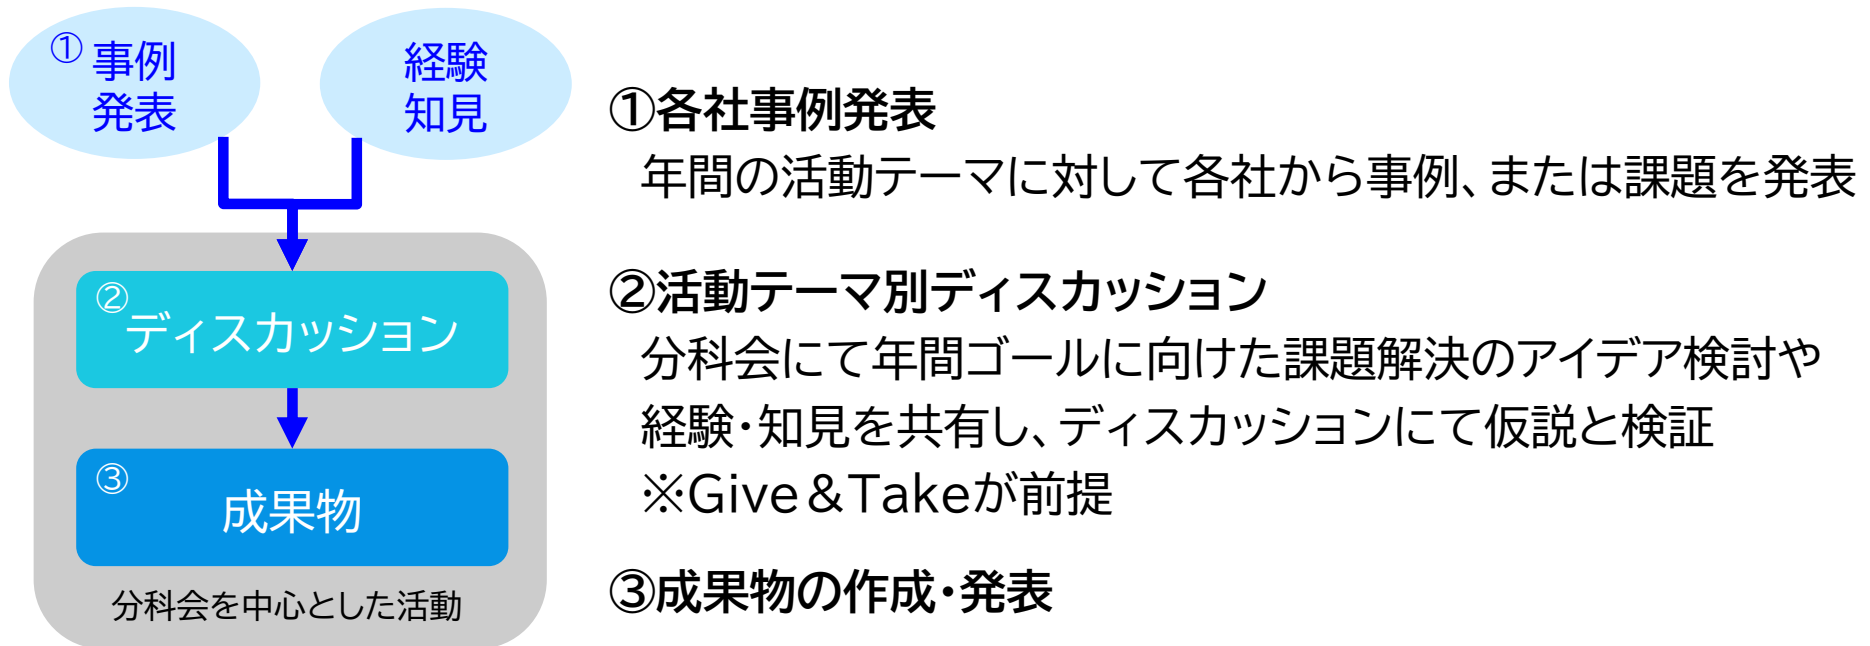 ①
事例
発表
経験
知見
②
ディスカッション
③
成果物
分科会を中心とした活動
①各社事例発表
年間の活動テーマに対して各社から事例、または課題を発表
②活動テーマ別ディスカッション
分科会にて年間ゴールに向けた課題解決のアイデア検討や
経験・知見を共有し、ディスカッションにて仮説と検証
※Give&Takeが前提
③成果物の作成・発表